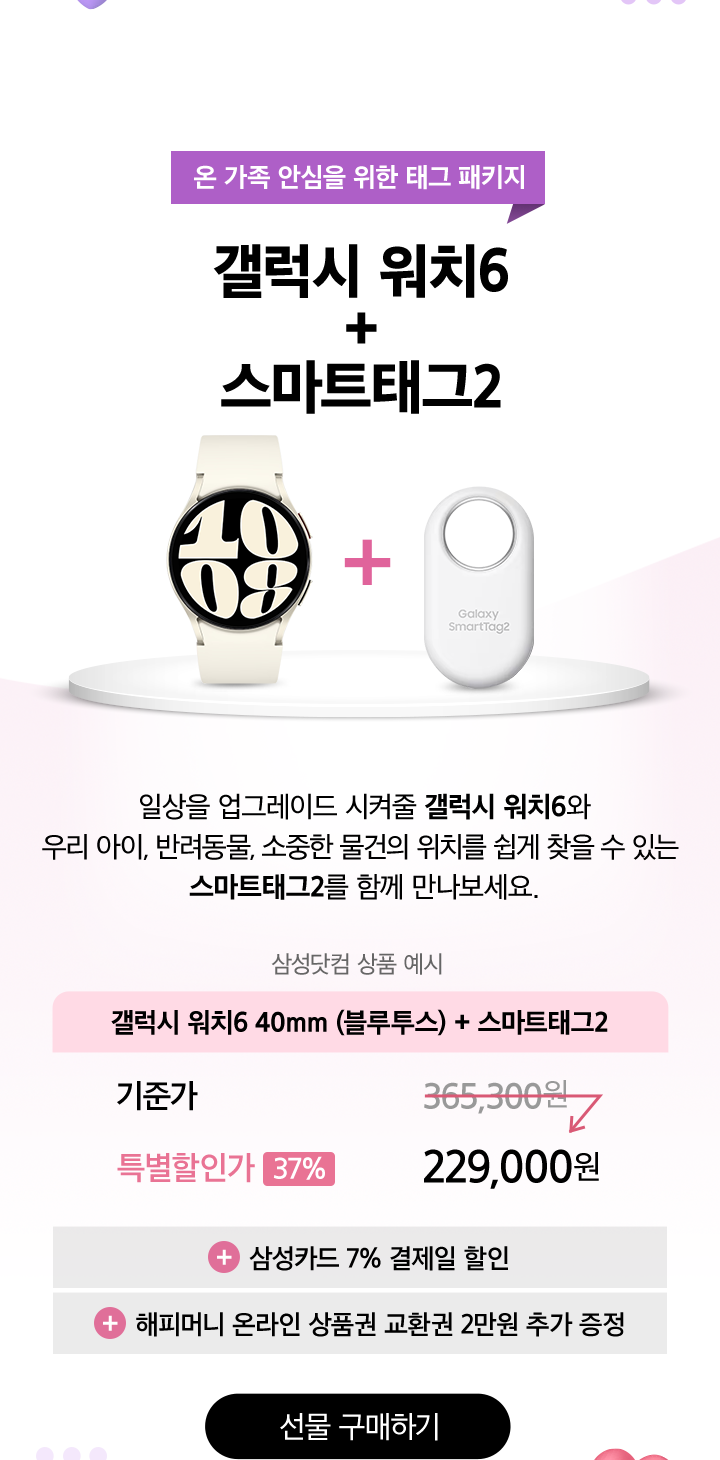 온 가족 안심을 위한 태그 패키지
갤럭시 워치6
+
스마트태그2
10
08
+
Galaxy
SmartTag2
일상을 업그레이드 시켜줄 갤럭시 워치6와
우리 아이, 반려동물, 소중한 물건의 위치를 쉽게 찾을 수 있는
스마트태그2를 함께 만나보세요.
삼성닷컴 상품 예시
갤럭시 워치6 40mm (블루투스) + 스마트태그2
기준가 365,300원
특별할인가 37% 229,000원
+ 삼성카드 7% 결제일 할인
+ 해피머니 온라인 상품권 교환권 2만원 추가 증정
선물 구매하기